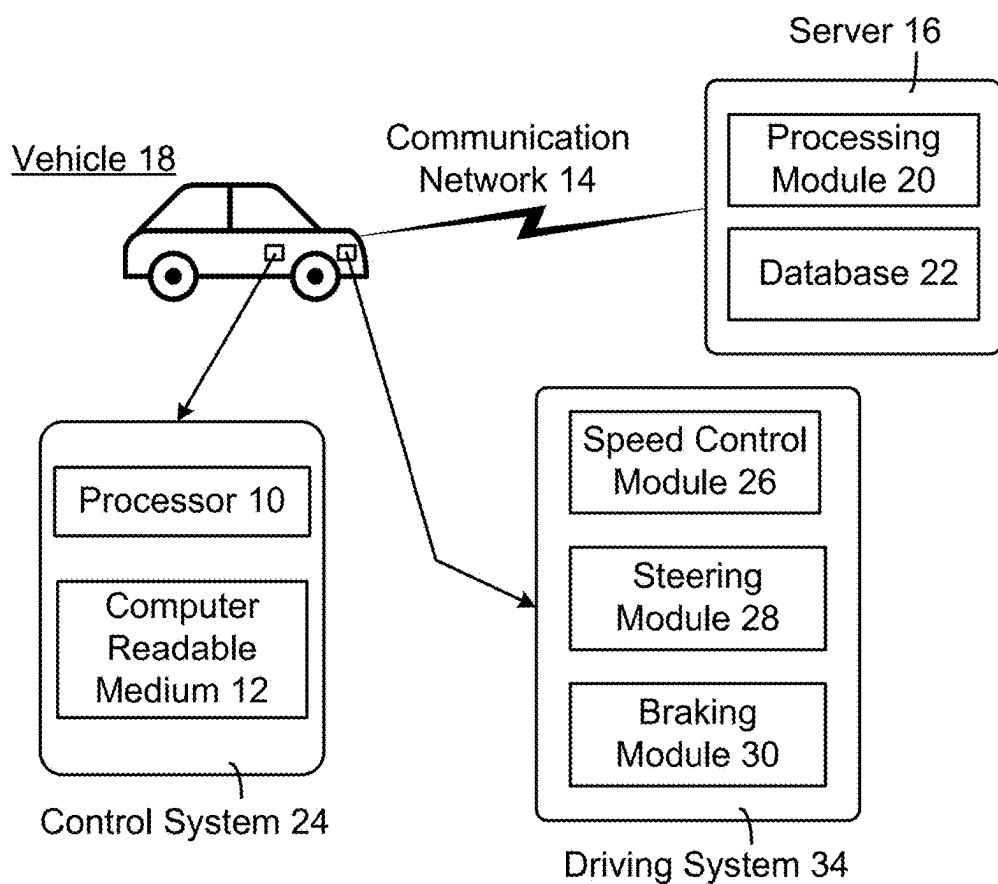 Server 16
Processing
Module 20
Database 22
Communication
Network 14
Vehicle 18
Processor 10
Computer
Readable
Medium 12
Control System 24
Speed Control
Module 26
Steering
Module 28
Braking
Module 30
Driving System 34